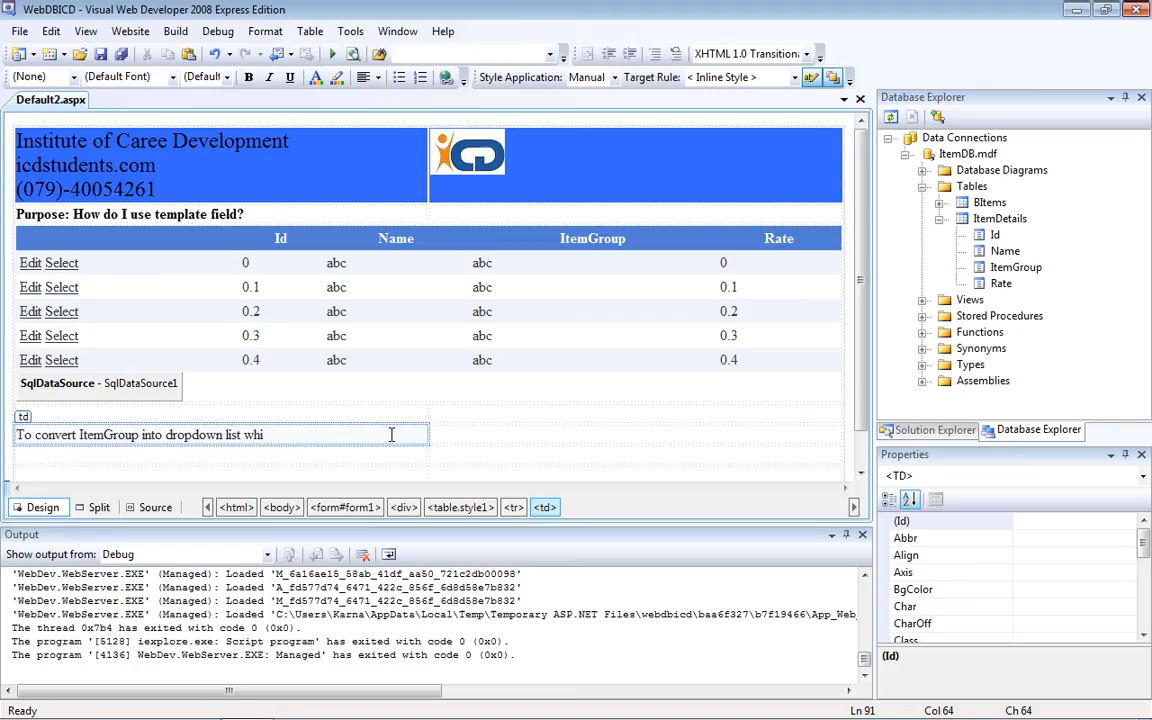 WebDBICD - Visual Web Developer 2008 Express Edition
File Edit View Website Build Debug Format Table Tools Window Help
XHTML 1.0 Transition:
(None) (Default Font) (Default B I U A Style Application: Manual Target Rule: < Inline Style >
Default2.aspx
Institute of Caree Development
icdstudents.com
(079)-40054261
ICD
Purpose: How do I use template field?
Id Name ItemGroup Rate
Edit Select 0 abc abc 0
Edit Select 0.1 abc abc 0.1
Edit Select 0.2 abc abc 0.2
Edit Select 0.3 abc abc 0.3
Edit Select 0.4 abc abc 0.4
SqlDataSource - SqlDataSource1
td
To convert ItemGroup into dropdown list whi
Design Split Source <html> <body> <form#form1> <div> <table.style1> <tr> <td>
Output
Show output from: Debug
'WebDev.WebServer.EXE' (Managed): Loaded 'M_6a16ae15_58ab_41df_aa50_721c2db00098'
'WebDev.WebServer.EXE' (Managed): Loaded 'A_fd577d74_6471_422c_856f_6d8d58e7b832'
'WebDev.WebServer.EXE' (Managed): Loaded 'M_fd577d74_6471_422c_856f_6d8d58e7b832'
'WebDev.WebServer.EXE' (Managed): Loaded 'C:\Users\Karna\AppData\Local\Temp\Temporary ASP.NET Files\webdbicd\baa6f327\b7f19466\App_Web_
The thread 0x7b4 has exited with code 0 (0x0).
The program '[5128] iexplore.exe: Script program' has exited with code 0 (0x0).
The program '[4136] WebDev.WebServer.EXE: Managed' has exited with code 0 (0x0).
Database Explorer
Data Connections
ItemDB.mdf
Database Diagrams
Tables
BItems
ItemDetails
Id
Name
ItemGroup
Rate
Views
Stored Procedures
Functions
Synonyms
Types
Assemblies
Solution Explorer Database Explorer
Properties
<TD>
(Id)
Abbr
Align
Axis
BgColor
Char
CharOff
Class
(Id)
Ready Ln 91 Col 64 Ch 64